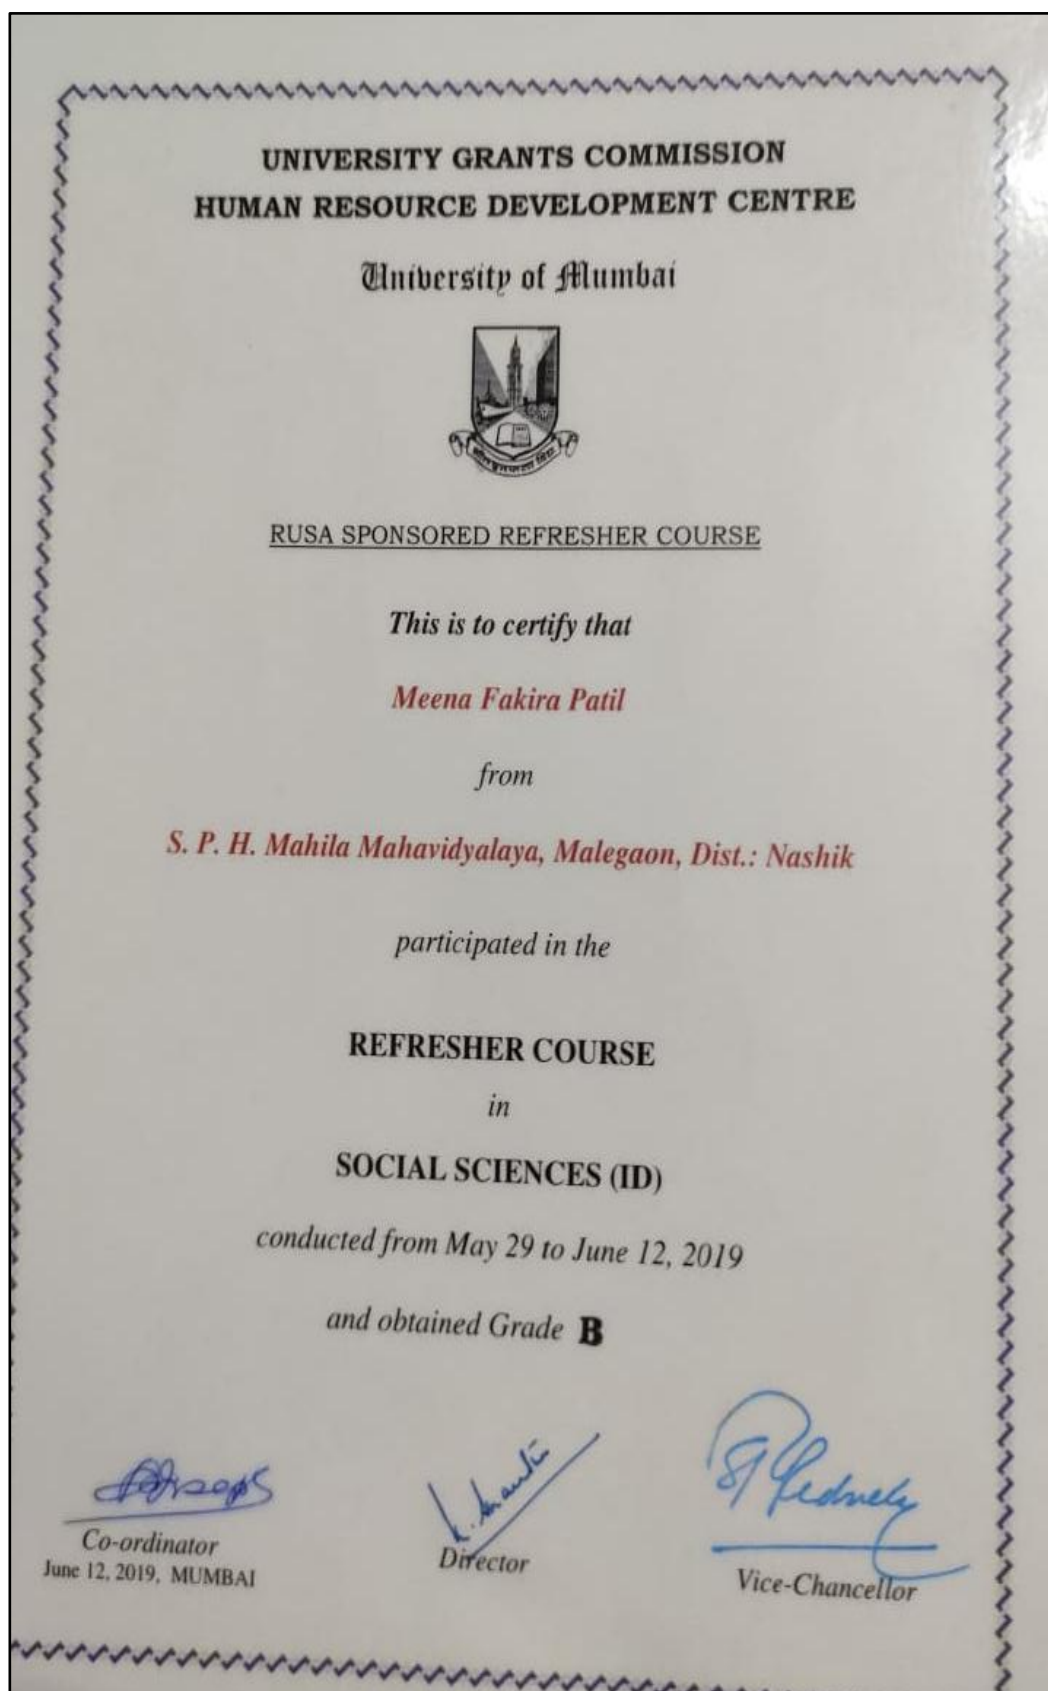 UNIVERSITY GRANTS COMMISSION
HUMAN RESOURCE DEVELOPMENT CENTRE
University of Mumbai
RUSA SPONSORED REFRESHER COURSE
This is to certify that
Meena Fakira Patil
from
S. P. H. Mahila Mahavidyalaya, Malegaon, Dist.: Nashik
participated in the
REFRESHER COURSE
in
SOCIAL SCIENCES (ID)
conducted from May 29 to June 12, 2019
and obtained Grade B
Co-ordinator
June 12, 2019, MUMBAI
Director
Vice-Chancellor